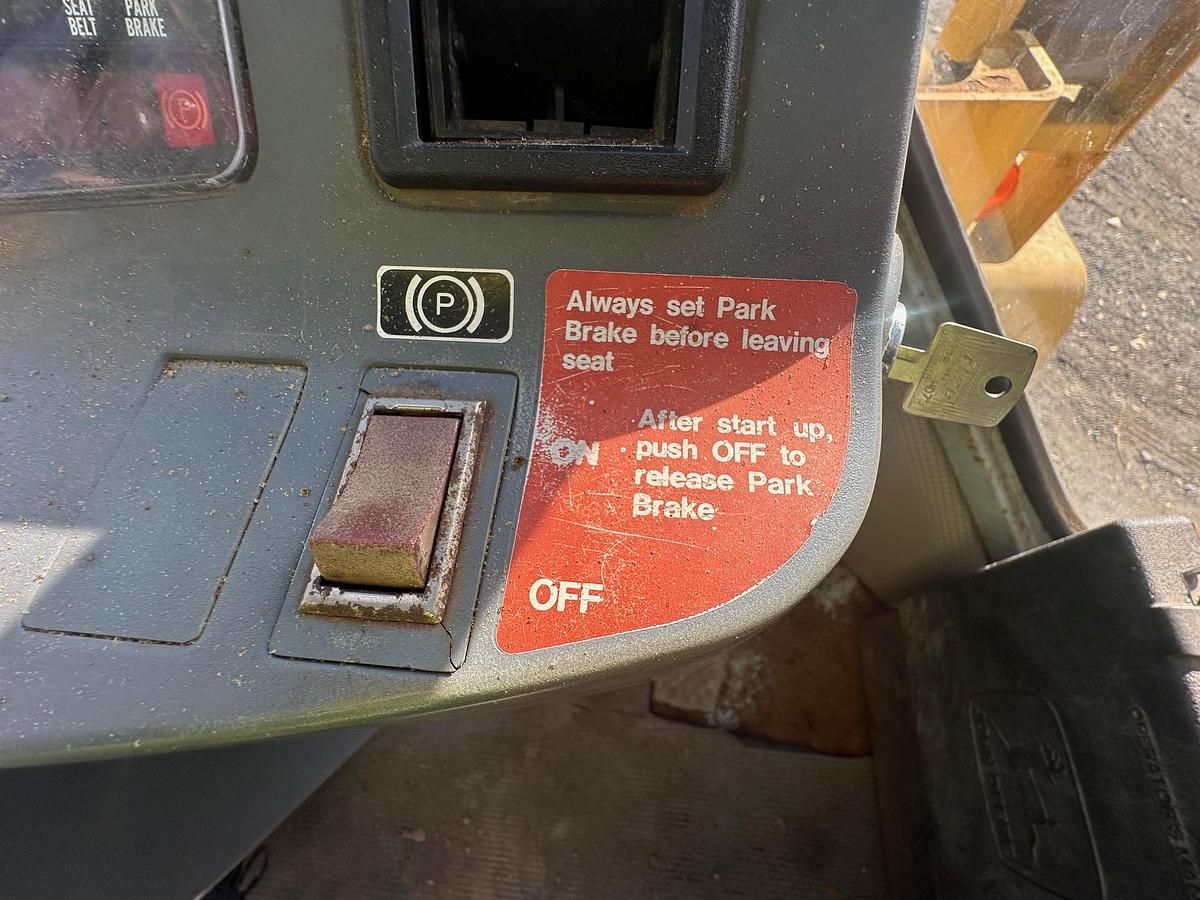 SEAT PARK
BELT BRAKE
P
P
Always set Park
Brake before leaving
seat
After start up,
ON push OFF to
release Park
Brake
OFF